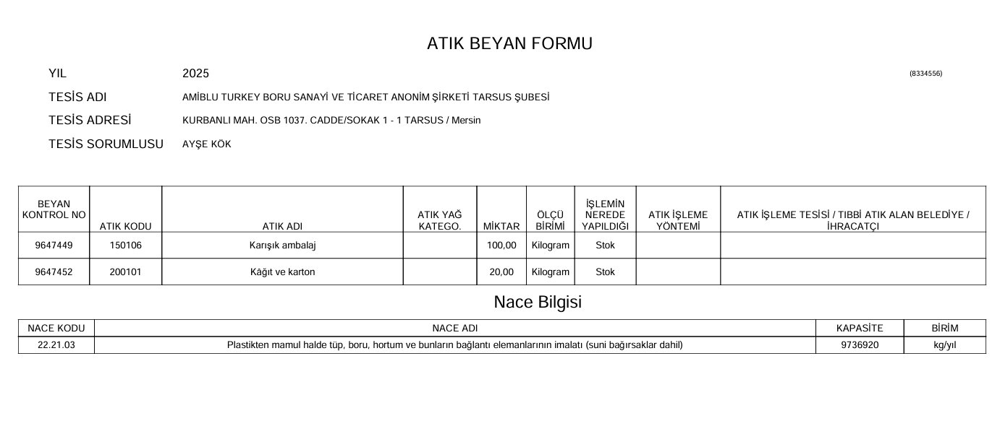 ATIK BEYAN FORMU
YIL 2025 (8334556)
TESİS ADI AMİBLU TURKEY BORU SANAYİ VE TİCARET ANONİM ŞİRKETİ TARSUS ŞUBESİ
TESİS ADRESİ KURBANLI MAH. OSB 1037. CADDE/SOKAK 1 - 1 TARSUS / Mersin
TESİS SORUMLUSU AYŞE KÖK
BEYAN KONTROL NO ATIK KODU ATIK ADI ATIK YAĞ KATEGO. MİKTAR ÖLÇÜ BİRİMİ İŞLEMİN NEREDE YAPILDIĞI ATIK İŞLEME YÖNTEMİ ATIK İŞLEME TESİSİ / TIBBİ ATIK ALAN BELEDİYE / İHRACATÇI
9647449 150106 Karışık ambalaj 100,00 Kilogram Stok
9647452 200101 Kâğıt ve karton 20,00 Kilogram Stok
Nace Bilgisi
NACE KODU NACE ADI KAPASİTE BİRİM
22.21.03 Plastikten mamul halde tüp, boru, hortum ve bunların bağlantı elemanlarının imalatı (suni bağırsaklar dahil) 9736920 kg/yıl